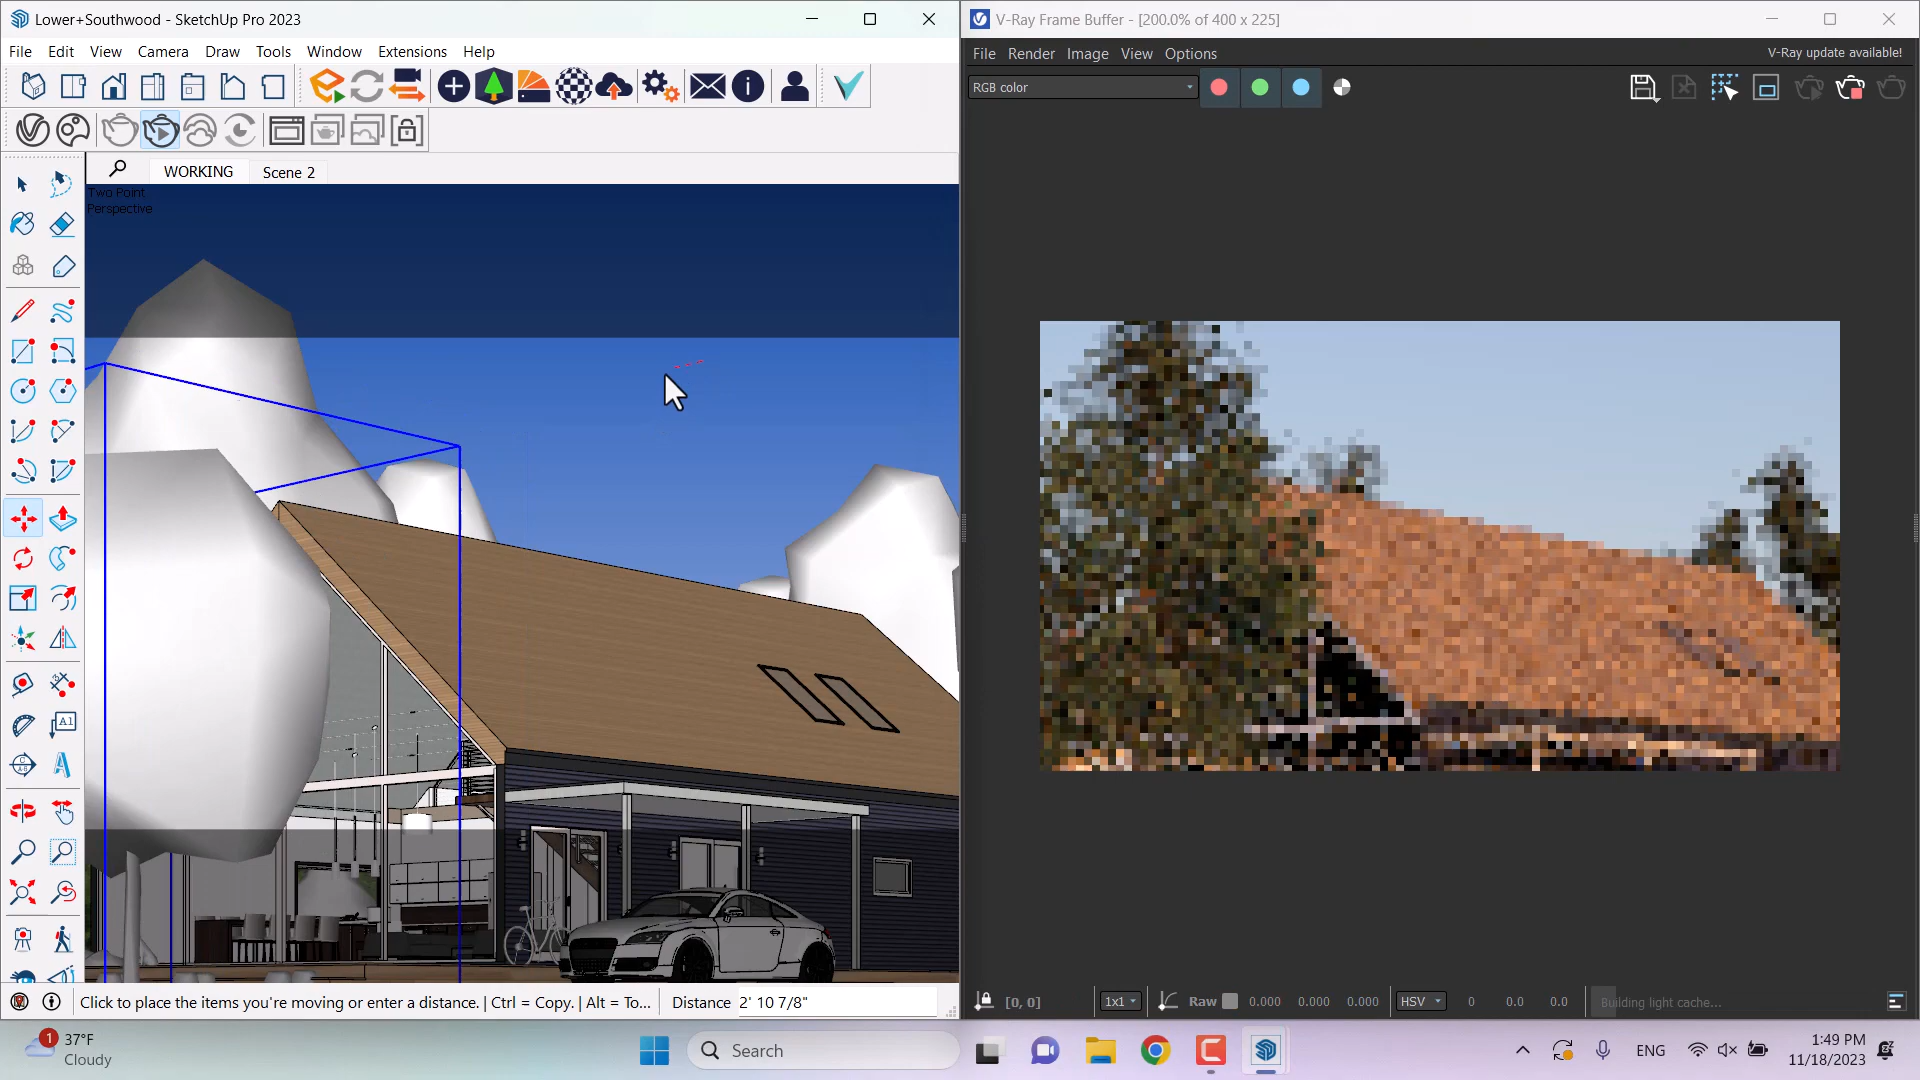 Lower+Southwood - SketchUp Pro 2023
File Edit View Camera Draw Tools Window Extensions Help
WORKING
Scene 2
Two Point
Perspective
Click to place the items you're moving or enter a distance. | Ctrl = Copy. | Alt = To...
Distance
2' 10 7/8"
V-Ray Frame Buffer - [200.0% of 400 x 225]
File Render Image View Options
V-Ray update available!
RGB color
[0, 0]
1x1
Raw
0.000 0.000 0.000
HSV
0 0.0 0.0
Building light cache...
1
37°F
Cloudy
Search
ENG
1:49 PM
11/18/2023